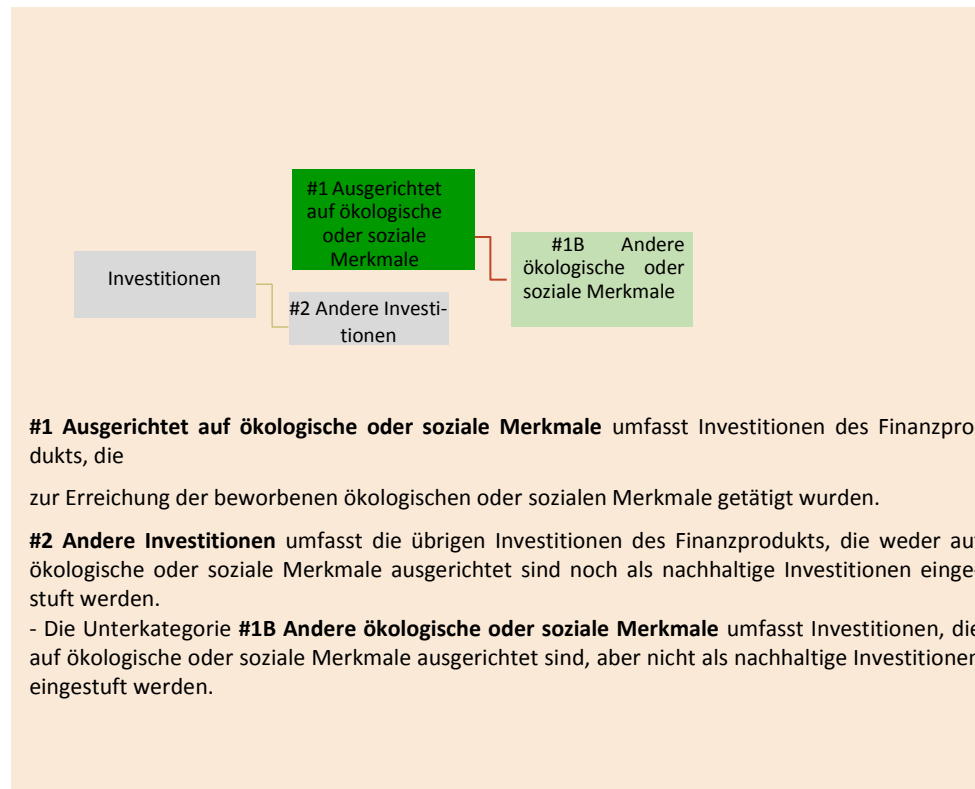 #1 Ausgerichtet
auf ökologische
oder soziale
Merkmale
#1B Andere
ökologische oder
soziale Merkmale
Investitionen
#2 Andere Investi-
tionen
#1 Ausgerichtet auf ökologische oder soziale Merkmale umfasst Investitionen des Finanzpro
dukts, die
zur Erreichung der beworbenen ökologischen oder sozialen Merkmale getätigt wurden.
#2 Andere Investitionen umfasst die übrigen Investitionen des Finanzprodukts, die weder auf
ökologische oder soziale Merkmale ausgerichtet sind noch als nachhaltige Investitionen einge-
stuft werden.
- Die Unterkategorie #1B Andere ökologische oder soziale Merkmale umfasst Investitionen, die
auf ökologische oder soziale Merkmale ausgerichtet sind, aber nicht als nachhaltige Investitionen
eingestuft werden.